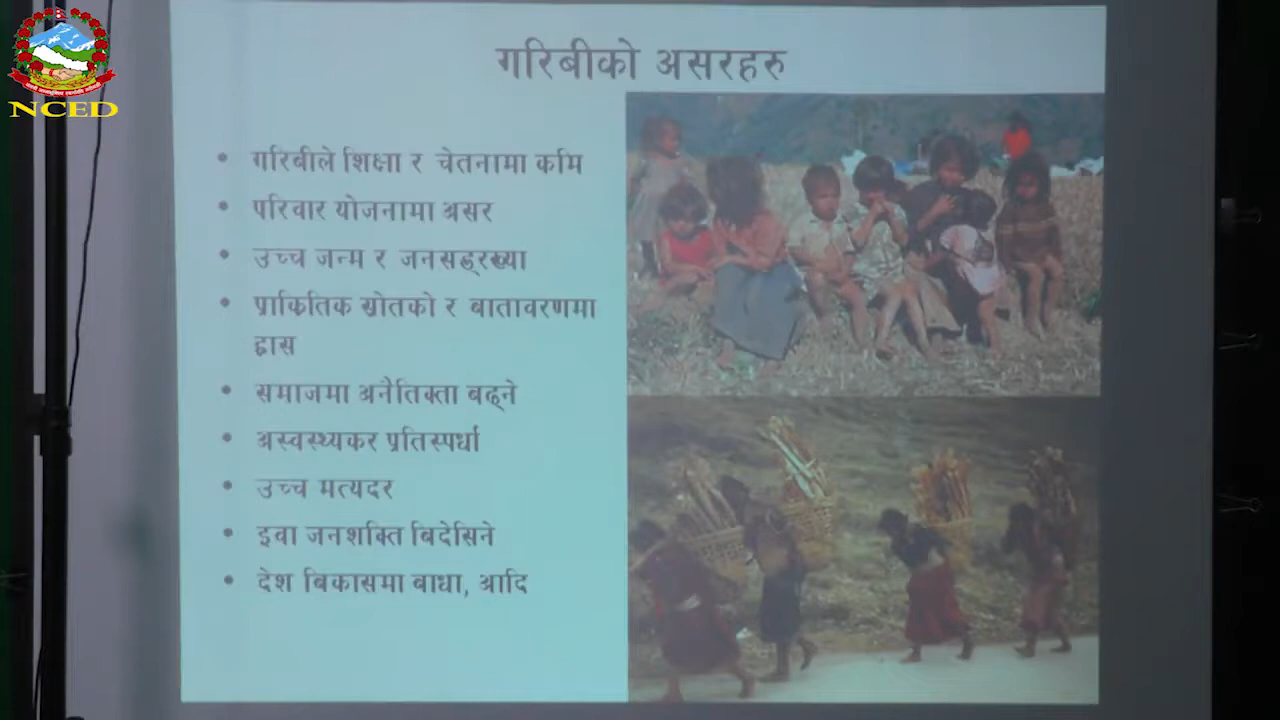 NCED
गरिबीको असरहरु
• गरिबीले शिक्षा र चेतनामा कमि
• परिवार योजनामा असर
• उच्च जन्म र जनसङ्रख्या
• प्राकितिक स्रोतको र बातावरणमा
ह्रास
• समाजमा अनैतिक्ता बढ्ने
• अस्वस्थ्यकर प्रतिस्पर्धा
• उच्च मत्यदर
• इवा जनशक्ति बिदेसिने
• देश बिकासमा बाधा, आदि